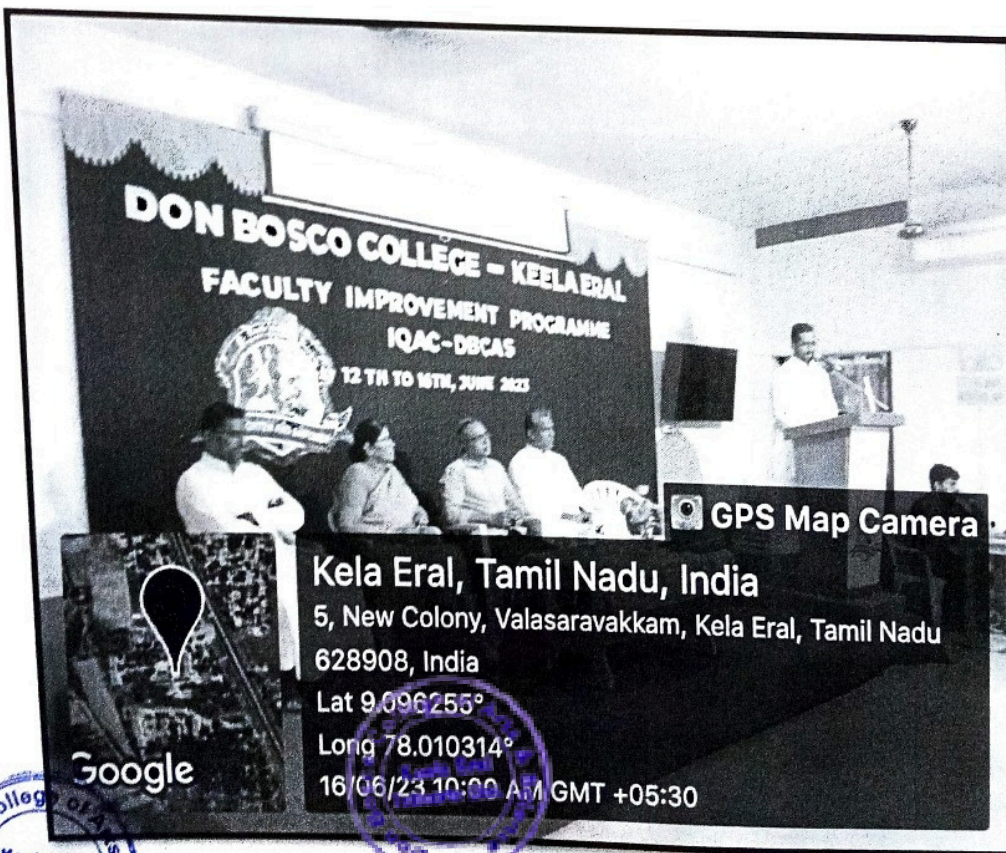 DON BOSCO COLLEGE - KEELA ERAL
FACULTY IMPROVEMENT PROGRAMME
IQAC-DBCAS
12 TH TO 16TH, JUNE 2023
GPS Map Camera
Kela Eral, Tamil Nadu, India
5, New Colony, Valasaravakkam, Kela Eral, Tamil Nadu
628908, India
Lat 9.096255°
Long 78.010314°
16/06/23 10:00 AM GMT +05:30
Google